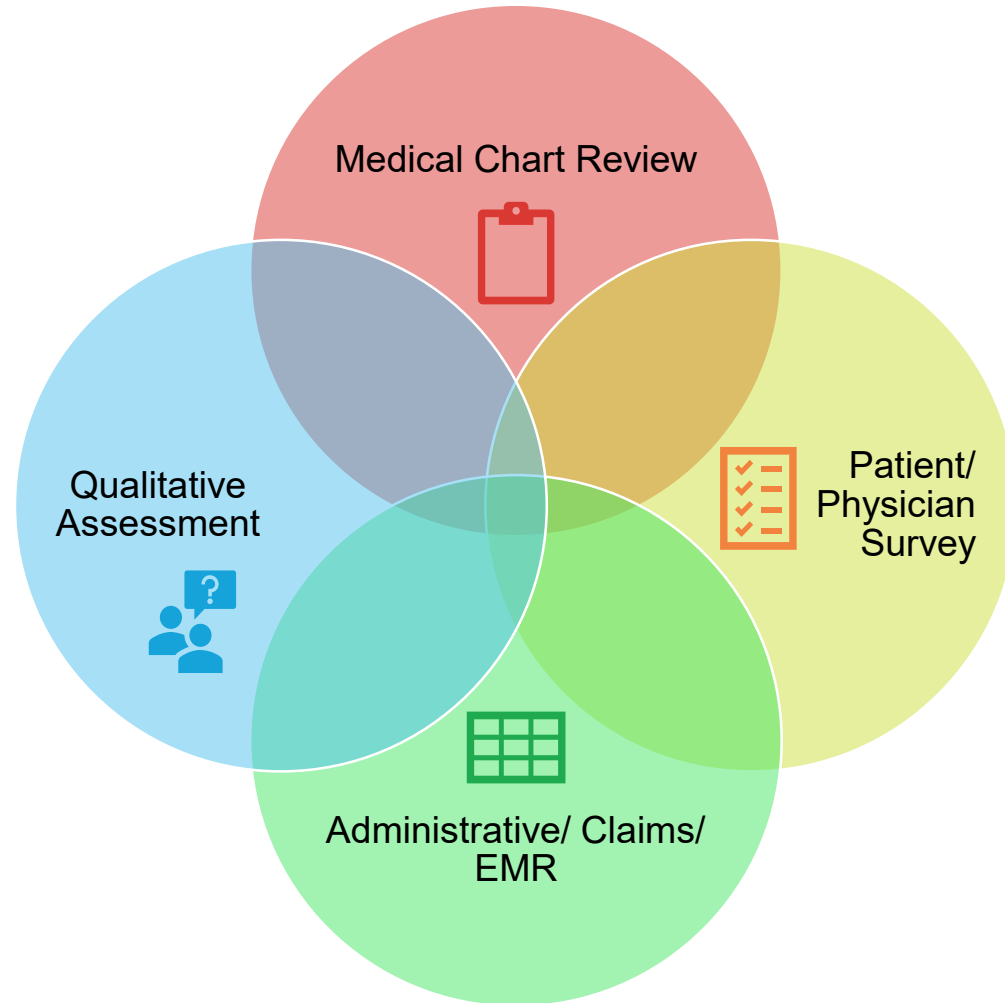 Medical Chart Review
Qualitative
Assessment
?
Patient/
Physician
Survey
Administrative/ Claims/
EMR